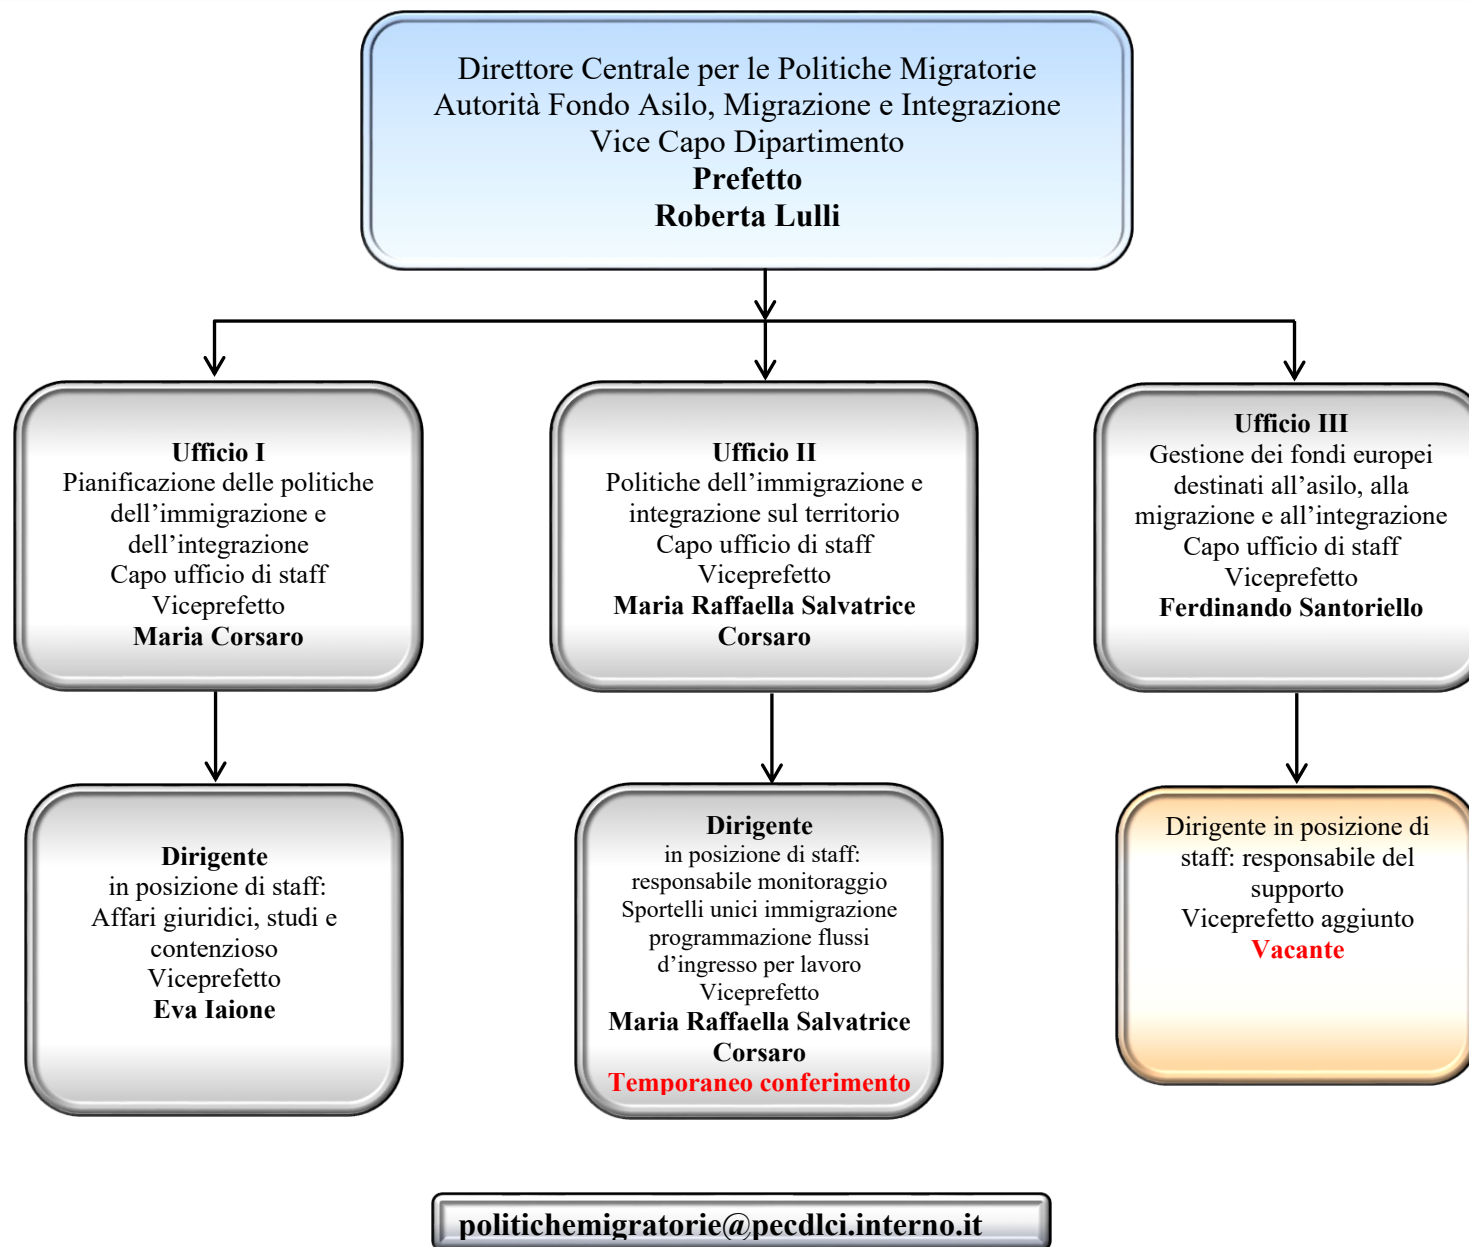 Direttore Centrale per le Politiche Migratorie
Autorità Fondo Asilo, Migrazione e Integrazione
Vice Capo Dipartimento
Prefetto
Roberta Lulli
Ufficio I
Pianificazione delle politiche
dell’immigrazione e
dell’integrazione
Capo ufficio di staff
Viceprefetto
Maria Corsaro
Ufficio II
Politiche dell’immigrazione e
integrazione sul territorio
Capo ufficio di staff
Viceprefetto
Maria Raffaella Salvatrice
Corsaro
Ufficio III
Gestione dei fondi europei
destinati all’asilo, alla
migrazione e all’integrazione
Capo ufficio di staff
Viceprefetto
Ferdinando Santoriello
Dirigente
in posizione di staff:
Affari giuridici, studi e
contenzioso
Viceprefetto
Eva Iaione
Dirigente
in posizione di staff:
responsabile monitoraggio
Sportelli unici immigrazione
programmazione flussi
d’ingresso per lavoro
Viceprefetto
Maria Raffaella Salvatrice
Corsaro
Temporaneo conferimento
Dirigente in posizione di
staff: responsabile del
supporto
Viceprefetto aggiunto
Vacante
politichemigratorie@pecdlci.interno.it